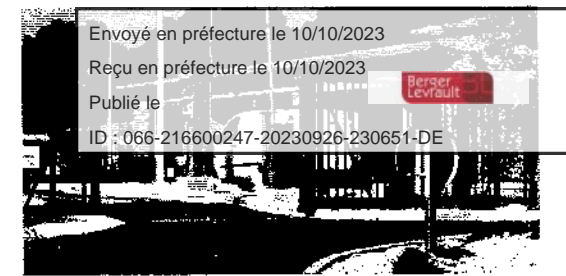 Envoyé en préfecture le 10/10/2023
Reçu en préfecture le 10/10/2023
Berger
Levrault
Publié le
ID : 066-216600247-20230926-230651-DE